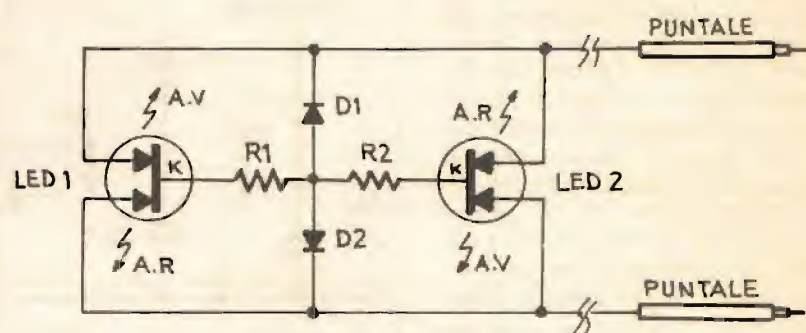 PUNTALE
A.V
D1
A.R
R1
R2
K
K
LED 1
LED 2
A.R
D2
A.V
PUNTALE